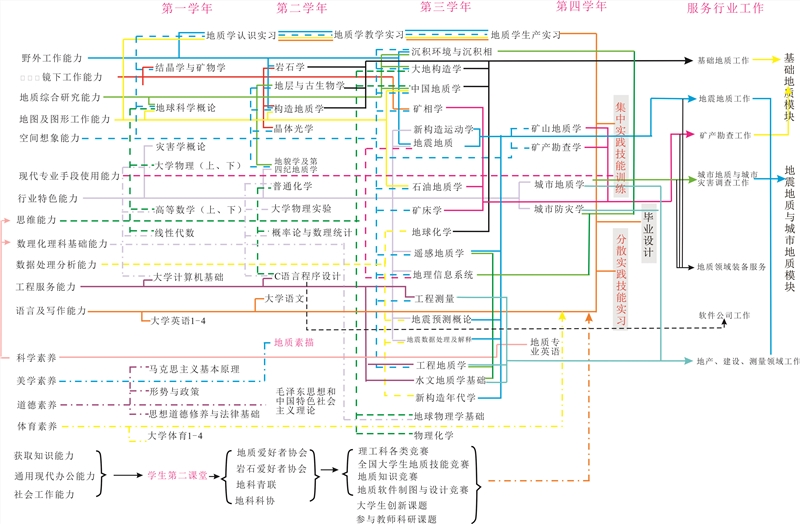 第一学年
第二学年
第三学年
第四学年
服务行业工作
地质学认识实习
地质学教学实习
地质学生产实习
野外工作能力
镜下工作能力
地质综合研究能力
地图及图形工作能力
空间想象能力
现代专业手段使用能力
行业特色能力
思维能力
数理化理科基础能力
数据处理分析能力
工程服务能力
语言及写作能力
科学素养
美学素养
道德素养
体育素养
结晶学与矿物学
地球科学概论
灾害学概论
大学物理（上、下）
高等数学（上、下）
线性代数
大学计算机基础
大学英语1-4
马克思主义基本原理
形势与政策
思想道德修养与法律基础
大学体育1-4
岩石学
地层与古生物学
构造地质学
晶体光学
地貌学及第
四纪地质学
普通化学
大学物理实验
概率论与数理统计
C语言程序设计
大学语文
地质素描
毛泽东思想和
中国特色社会
主义理论
沉积环境与沉积相
大地构造学
中国地质学
矿相学
新构造运动学
地震地质
石油地质学
矿床学
地球化学
遥感地质学
地理信息系统
工程测量
地震预测概论
地震数据处理及解释
工程地质学
水文地质学基础
新构造年代学
地球物理学基础
物理化学
矿山地质学
矿产勘查学
城市地质学
城市防灾学
地质专
业英语
集中实践技能训练
毕业设计
分散实践技能实习
基础地质工作
地震地质工作
矿产勘查工作
城市地质与城市
灾害调查工作
地质领域装备服务
软件公司工作
地产、建设、测量领域工作
基础地质模块
地震地质与城市地质模块
获取知识能力
通用现代办公能力
社会工作能力
学生第二课堂
地质爱好者协会
岩石爱好者协会
地科青联
地科科协
理工科各类竞赛
全国大学生地质技能竞赛
地质知识竞赛
地质软件制图与设计竞赛
大学生创新课题
参与教师科研课题